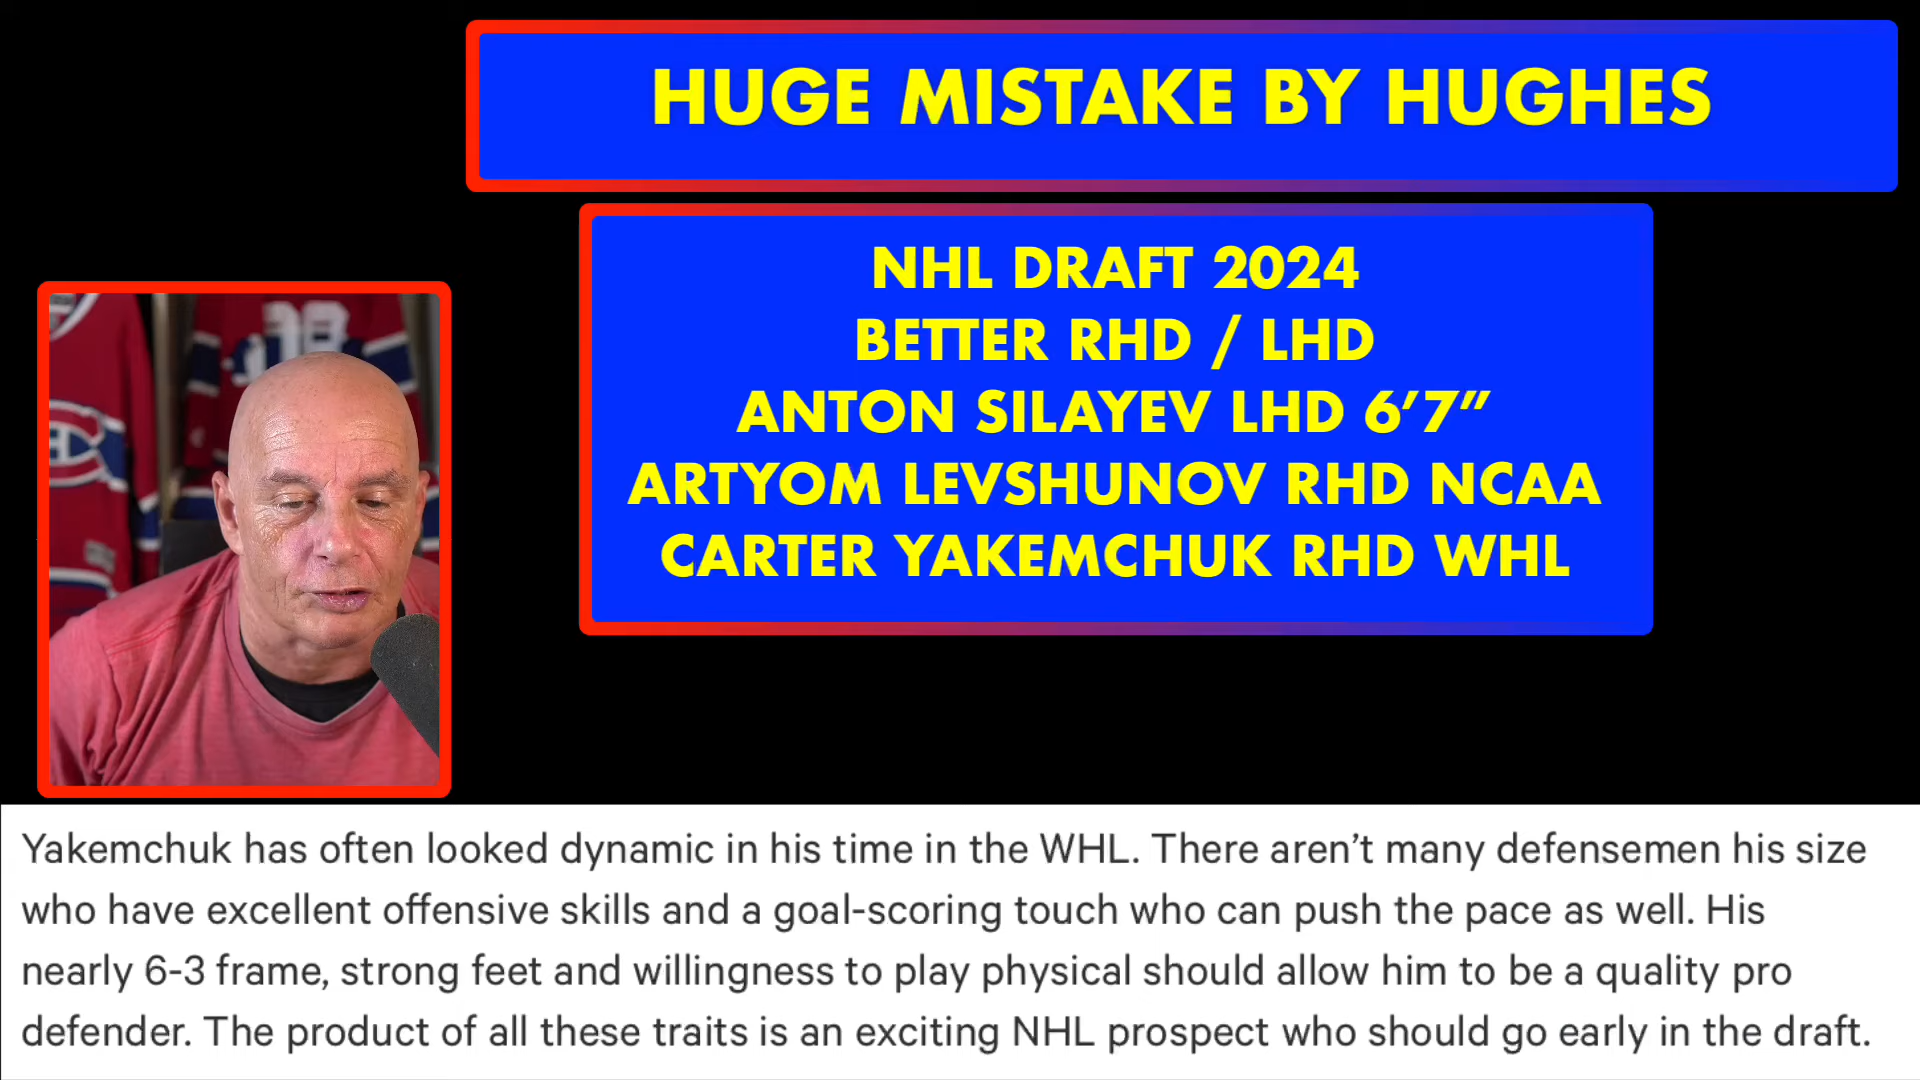 HUGE MISTAKE BY HUGHES
NHL DRAFT 2024
BETTER RHD / LHD
ANTON SILAYEV LHD 6’7”
ARTYOM LEVSHUNOV RHD NCAA
CARTER YAKEMCHUK RHD WHL
Yakemchuk has often looked dynamic in his time in the WHL. There aren’t many defensemen his size
who have excellent offensive skills and a goal-scoring touch who can push the pace as well. His
nearly 6-3 frame, strong feet and willingness to play physical should allow him to be a quality pro
defender. The product of all these traits is an exciting NHL prospect who should go early in the draft.